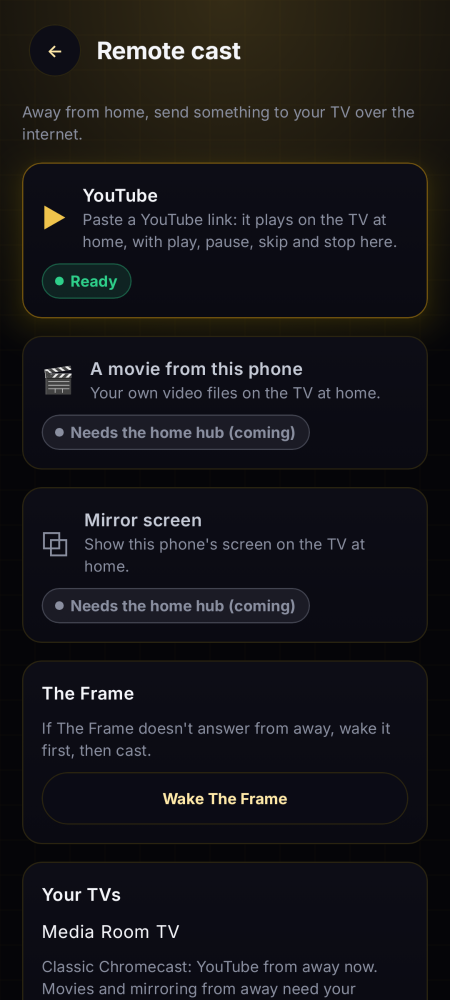 Remote cast
Away from home, send something to your TV over the
internet.
YouTube
Paste a YouTube link: it plays on the TV at
home, with play, pause, skip and stop here.
Ready
A movie from this phone
Your own video files on the TV at home.
Needs the home hub (coming)
Mirror screen
Show this phone's screen on the TV at
home.
Needs the home hub (coming)
The Frame
If The Frame doesn't answer from away, wake it
first, then cast.
Wake The Frame
Your TVs
Media Room TV
Classic Chromecast: YouTube from away now.
Movies and mirroring from away need your